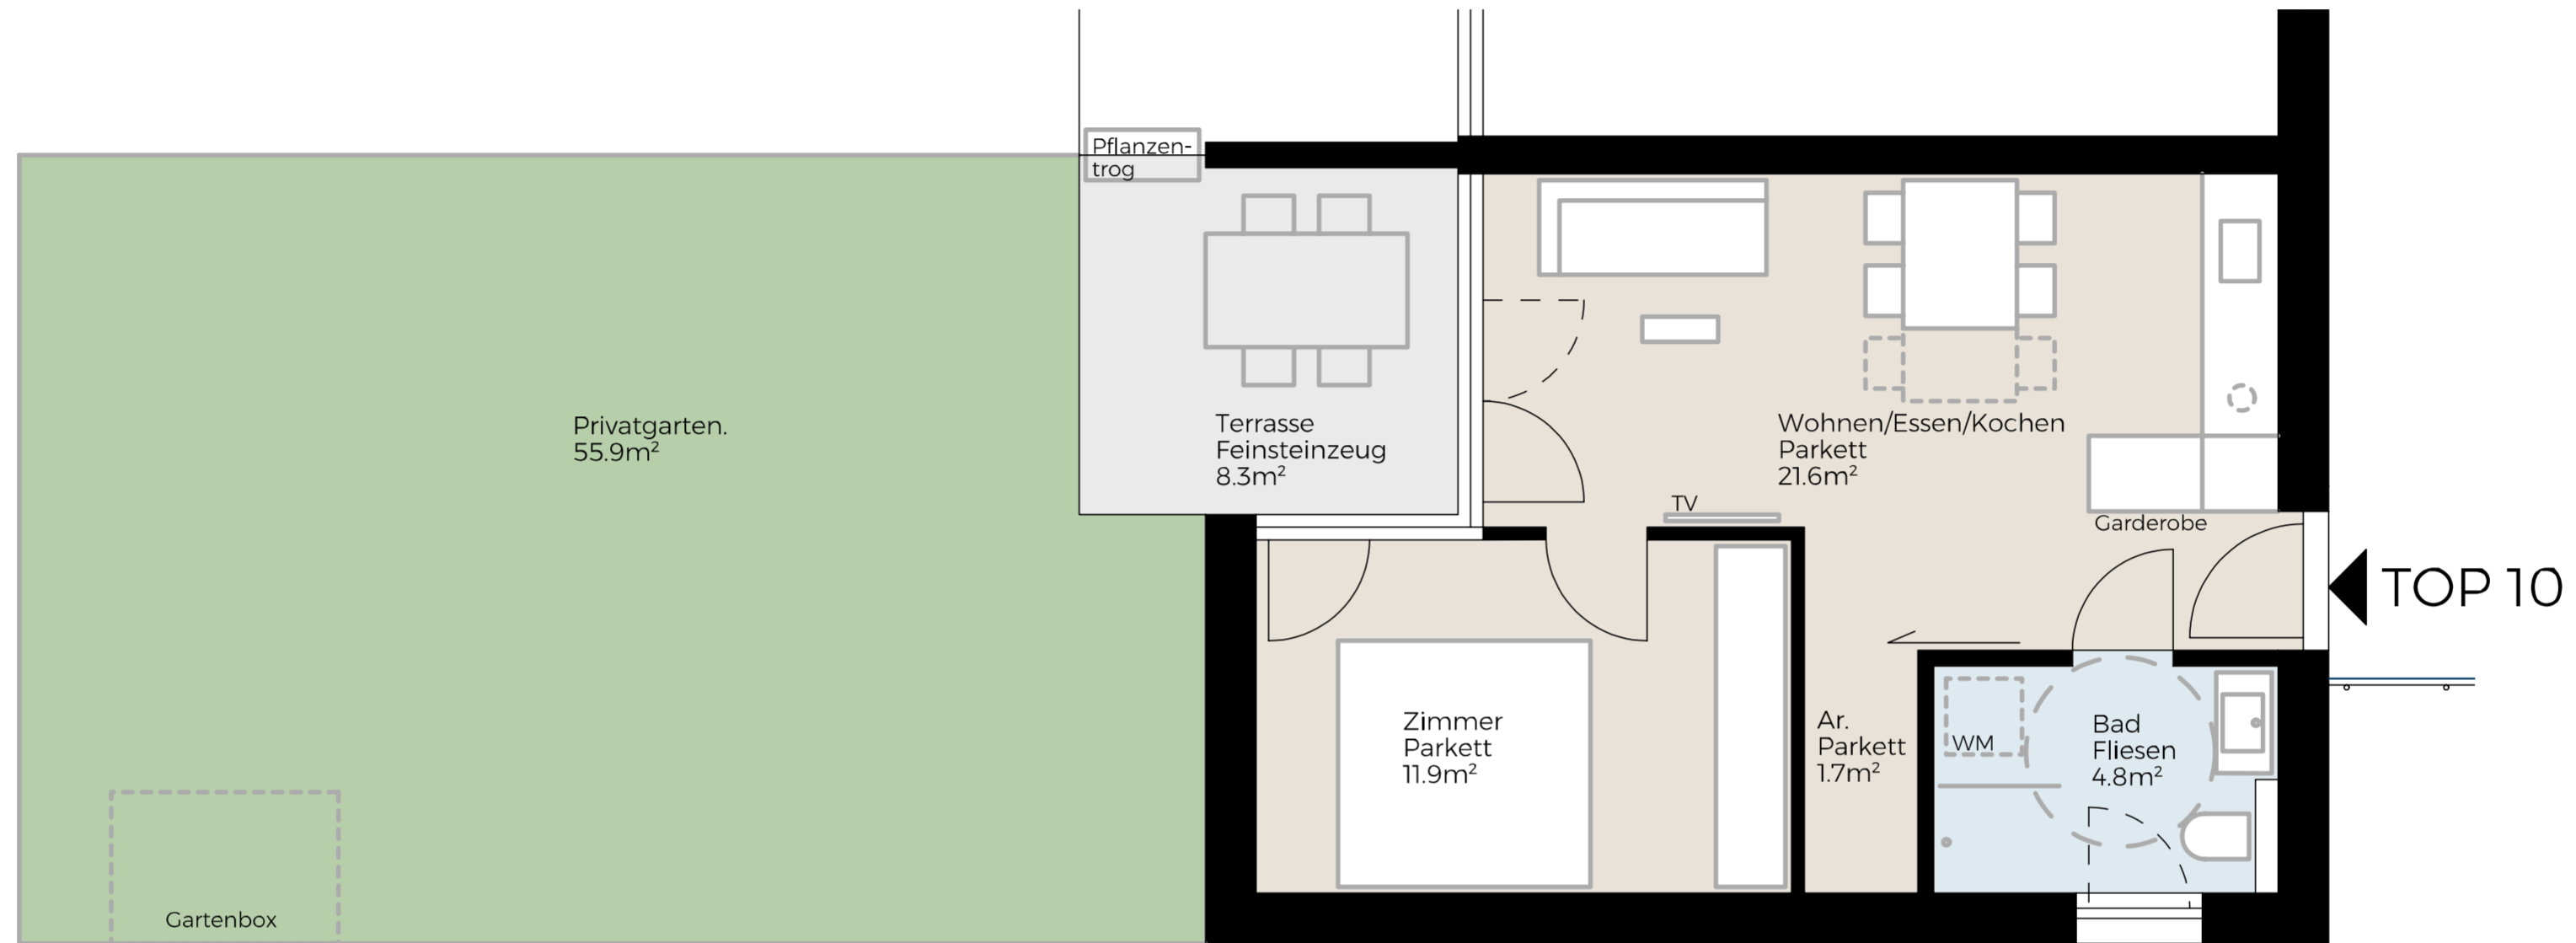 Pflanzen-
trog
Privatgarten.
55.9m²
Terrasse
Feinsteinzeug
8.3m²
Wohnen/Essen/Kochen
Parkett
21.6m²
TV
Garderobe
TOP 10
Zimmer
Parkett
11.9m²
Ar.
Parkett
1.7m²
WM
Bad
Fliesen
4.8m²
Gartenbox